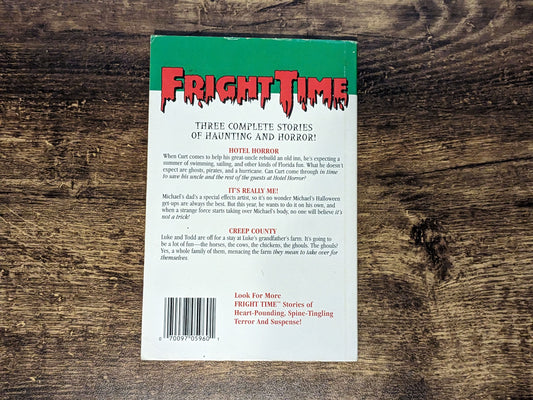 FRIGHT TIME
THREE COMPLETE STORIES
OF HAUNTING AND HORROR!
HOTEL HORROR
When Curt comes to help his great-uncle rebuild an old inn, he's expecting a
summer of swimming, sailing, and other kinds of Florida fun. What he doesn't
expect are ghosts, pirates, and a hurricane. Can Curt come through in time
to save his uncle and the rest of the guests at Hotel Horror?
IT'S REALLY ME!
Michael's dad's a special effects artist, so it's no wonder Michael's Halloween
get-ups are always the best. But this year, he wants to do it on his own, and
when a strange force starts taking over Michael's body, no one will believe it's
not a trick!
CREEP COUNTY
Luke and Todd are off for a stay at Luke's grandfather's farm. It's going to
be a lot of fun—the horses, the cows, the chickens, the ghouls. The ghouls?
Yes, a whole family of them, menacing the farm they mean to take over for
themselves.
Look For More
FRIGHT TIME™ Stories of
Heart-Pounding, Spine-Tingling
Terror And Suspense!
0 70097 05960 1